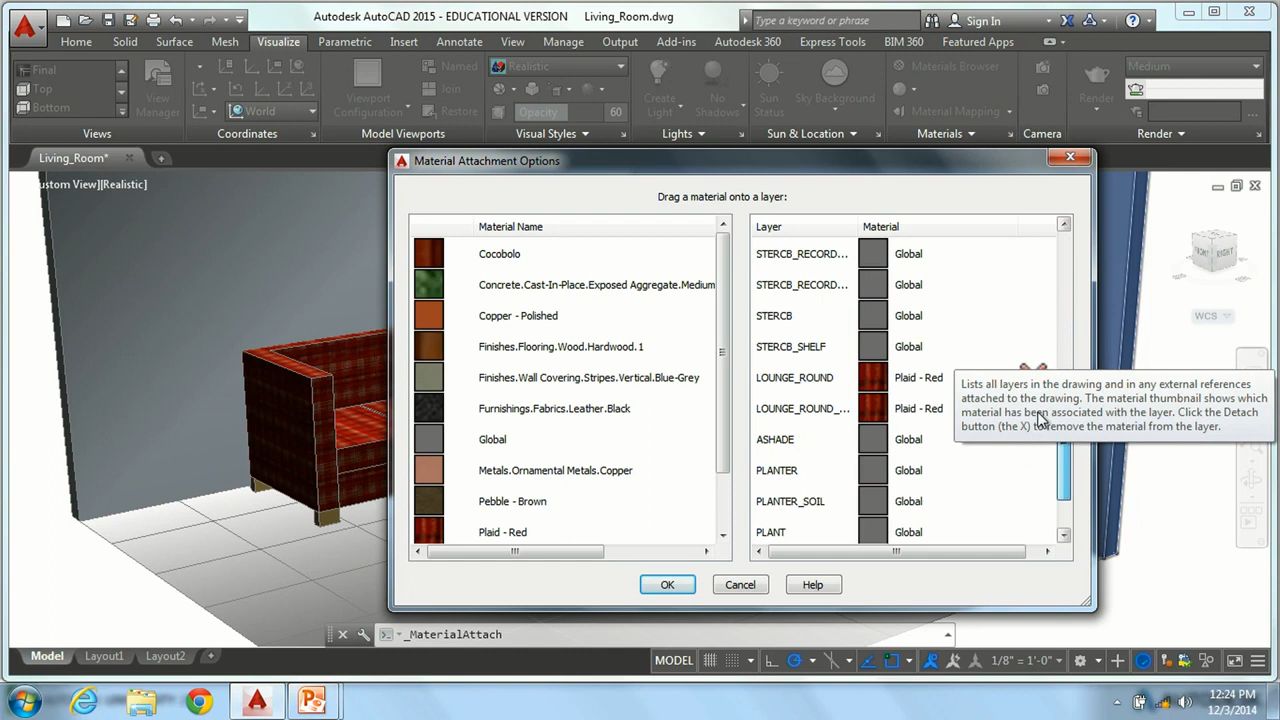 Autodesk AutoCAD 2015 - EDUCATIONAL VERSION Living_Room.dwg
Type a keyword or phrase
Sign In
Home Solid Surface Mesh Visualize Parametric Insert Annotate View Manage Output Add-ins Autodesk 360 Express Tools BIM 360 Featured Apps
Final
Top
Bottom
View
Manager
World
Viewport
Configuration
Named
Join
Restore
Realistic
Opacity 60
Create
Light
No
Shadows
Sun
Status
Sky Background
Materials Browser
Material Mapping
Render
Medium
Views Coordinates Model Viewports Visual Styles Lights Sun & Location Materials Camera Render
Living_Room*
ustom View][Realistic]
Material Attachment Options
Drag a material onto a layer:
Material Name
Cocobolo
Concrete.Cast-In-Place.Exposed Aggregate.Medium
Copper - Polished
Finishes.Flooring.Wood.Hardwood.1
Finishes.Wall Covering.Stripes.Vertical.Blue-Grey
Furnishings.Fabrics.Leather.Black
Global
Metals.Ornamental Metals.Copper
Pebble - Brown
Plaid - Red
Layer Material
STERCB_RECORD... Global
STERCB_RECORD... Global
STERCB Global
STERCB_SHELF Global
LOUNGE_ROUND Plaid - Red
LOUNGE_ROUND_... Plaid - Red
ASHADE Global
PLANTER Global
PLANTER_SOIL Global
PLANT Global
Lists all layers in the drawing and in any external references
attached to the drawing. The material thumbnail shows which
material has been associated with the layer. Click the Detach
button (the X) to remove the material from the layer.
OK Cancel Help
FRONT RIGHT
WCS
_MaterialAttach
Model Layout1 Layout2
MODEL
1/8" = 1'-0"
12:24 PM
12/3/2014